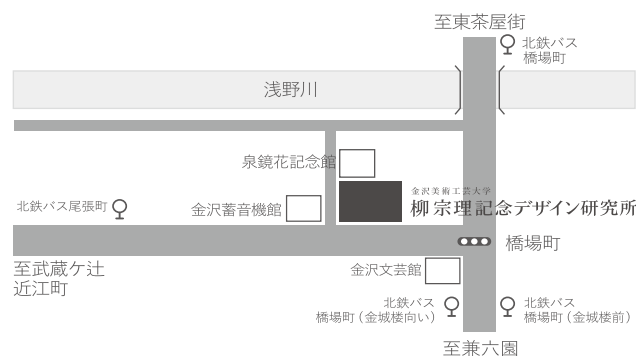 至東茶屋街
北鉄バス
橋場町
浅野川
泉鏡花記念館
金沢美術工芸大学
柳宗理記念デザイン研究所
北鉄バス尾張町
金沢蓄音機館
橋場町
至武蔵ケ辻
近江町
金沢文芸館
北鉄バス
橋場町（金城楼向い）
北鉄バス
橋場町（金城楼前）
至兼六園